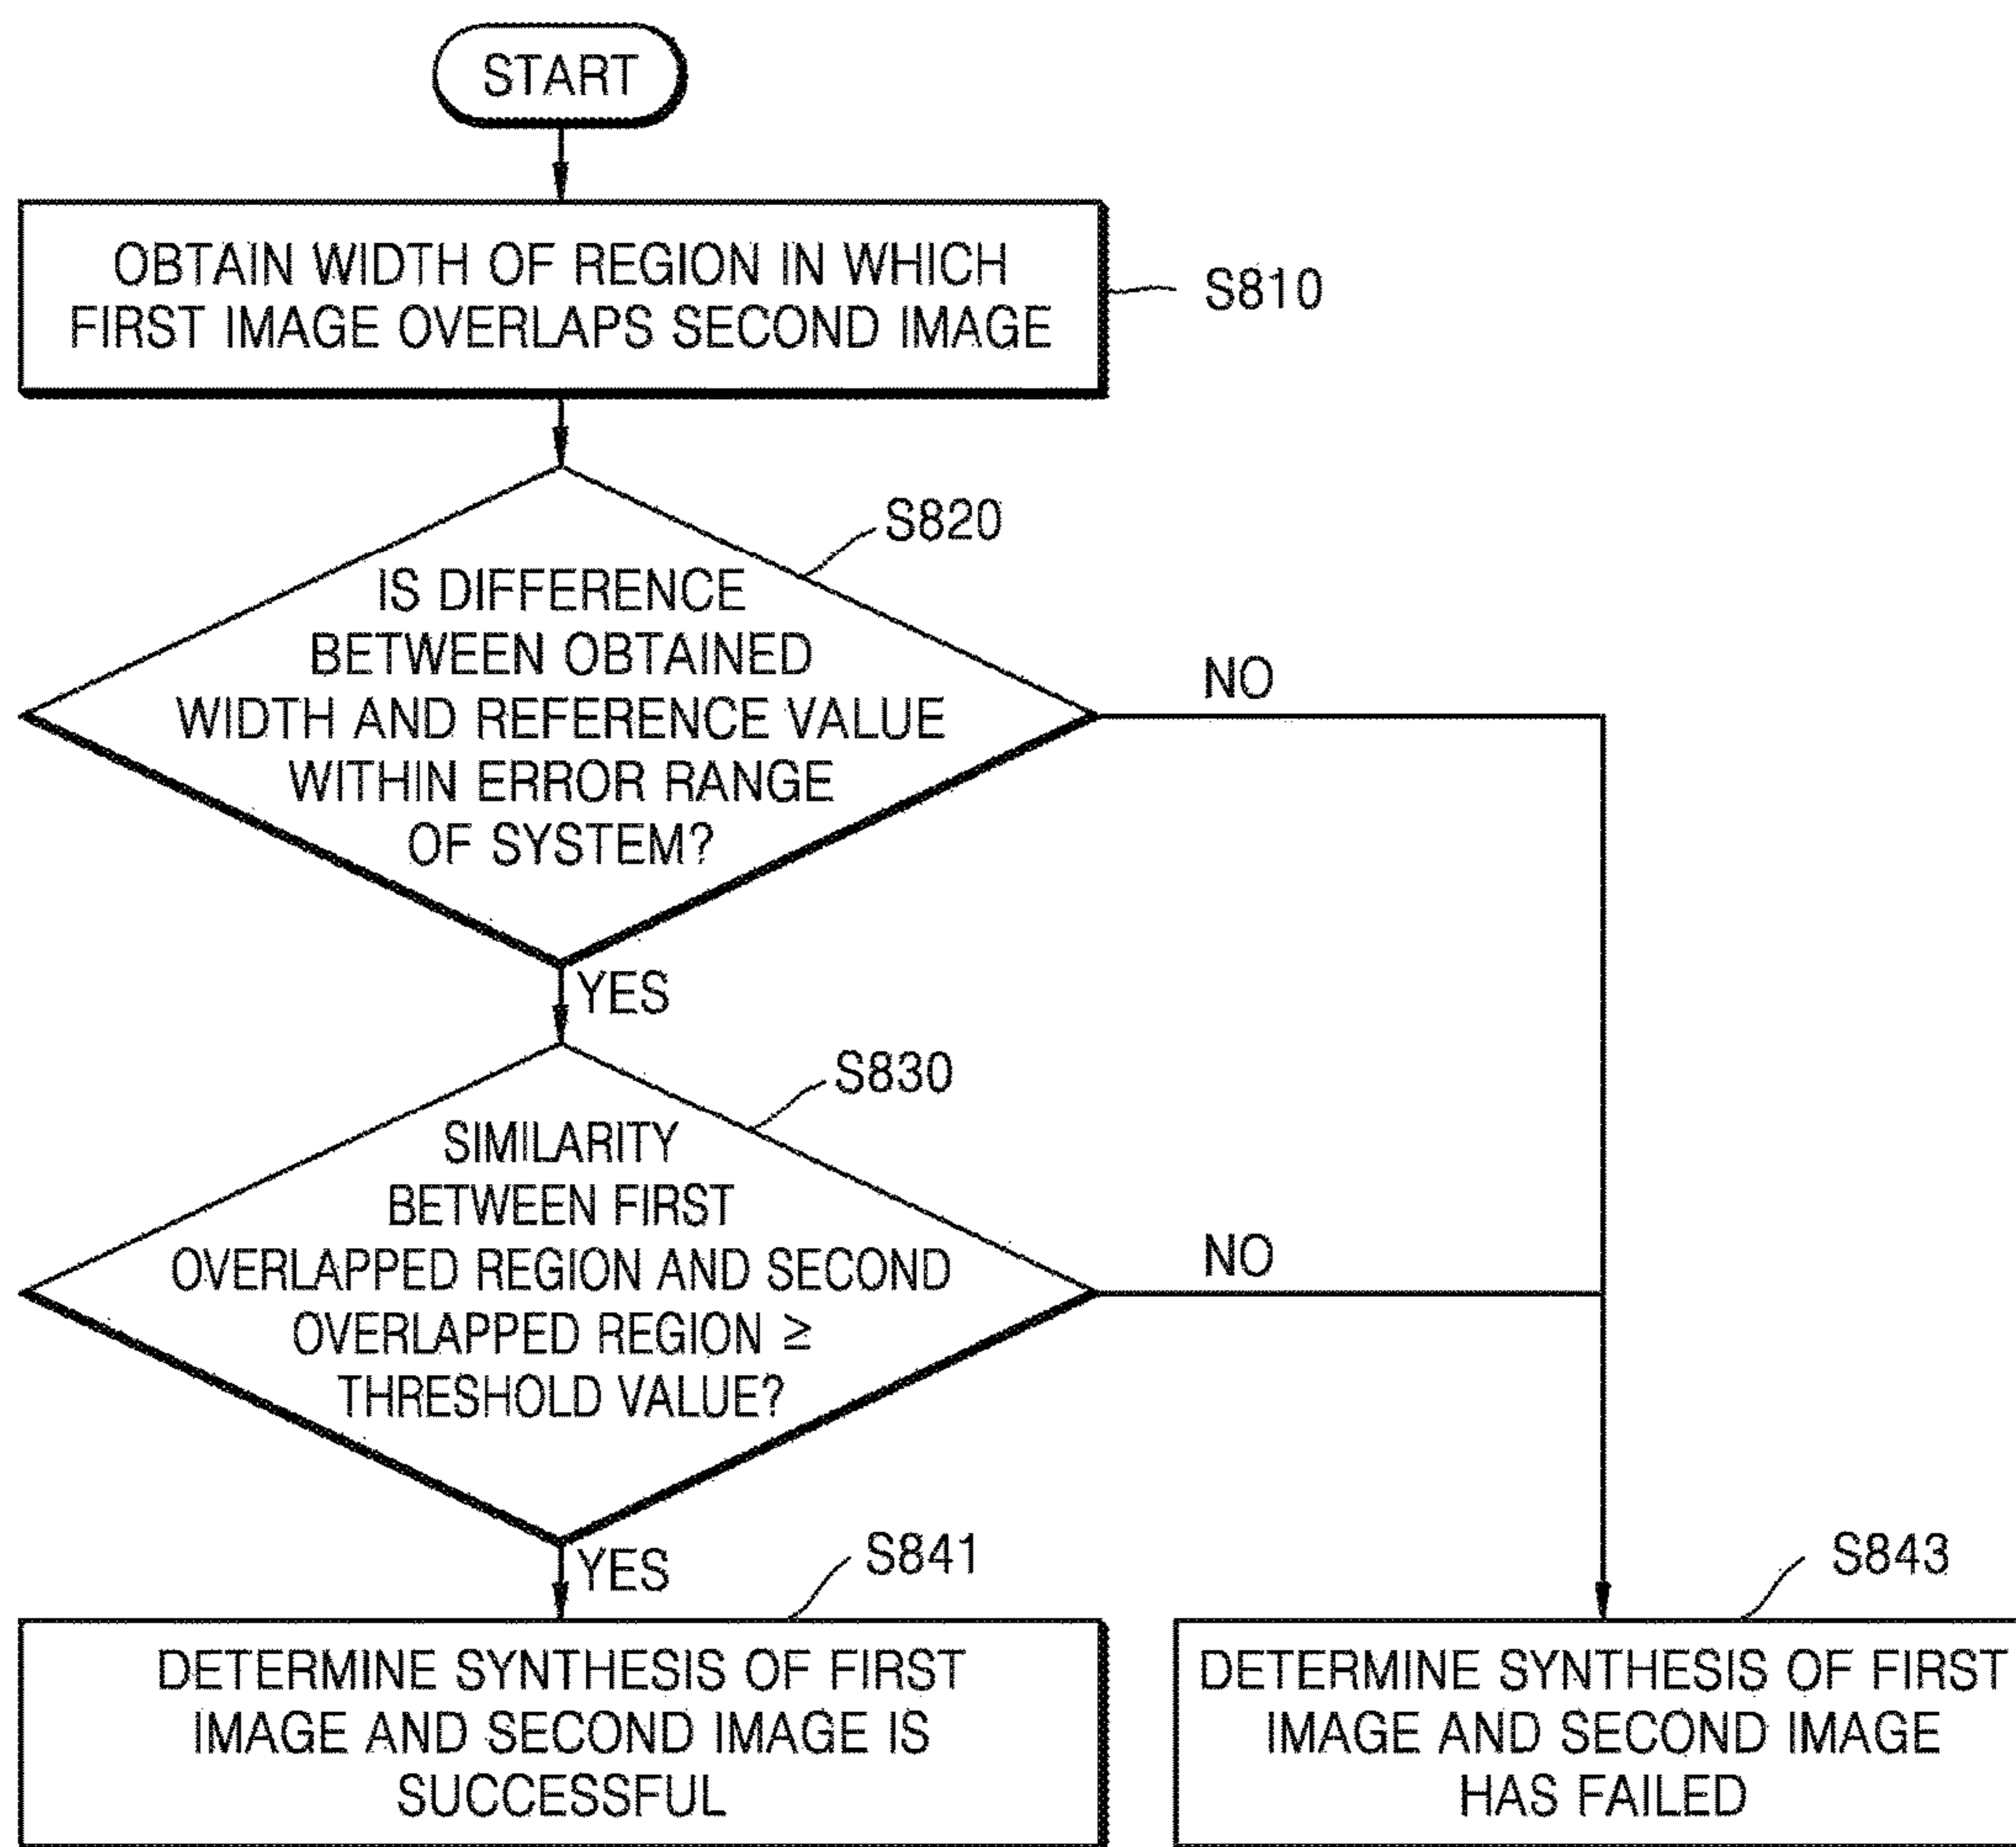 START
OBTAIN WIDTH OF REGION IN WHICH
FIRST IMAGE OVERLAPS SECOND IMAGE
S810
S820
IS DIFFERENCE
BETWEEN OBTAINED
WIDTH AND REFERENCE VALUE
WITHIN ERROR RANGE
OF SYSTEM?
NO
YES
S830
SIMILARITY
BETWEEN FIRST
OVERLAPPED REGION AND SECOND
OVERLAPPED REGION ≥
THRESHOLD VALUE?
NO
YES
S841
DETERMINE SYNTHESIS OF FIRST
IMAGE AND SECOND IMAGE IS
SUCCESSFUL
S843
DETERMINE SYNTHESIS OF FIRST
IMAGE AND SECOND IMAGE
HAS FAILED